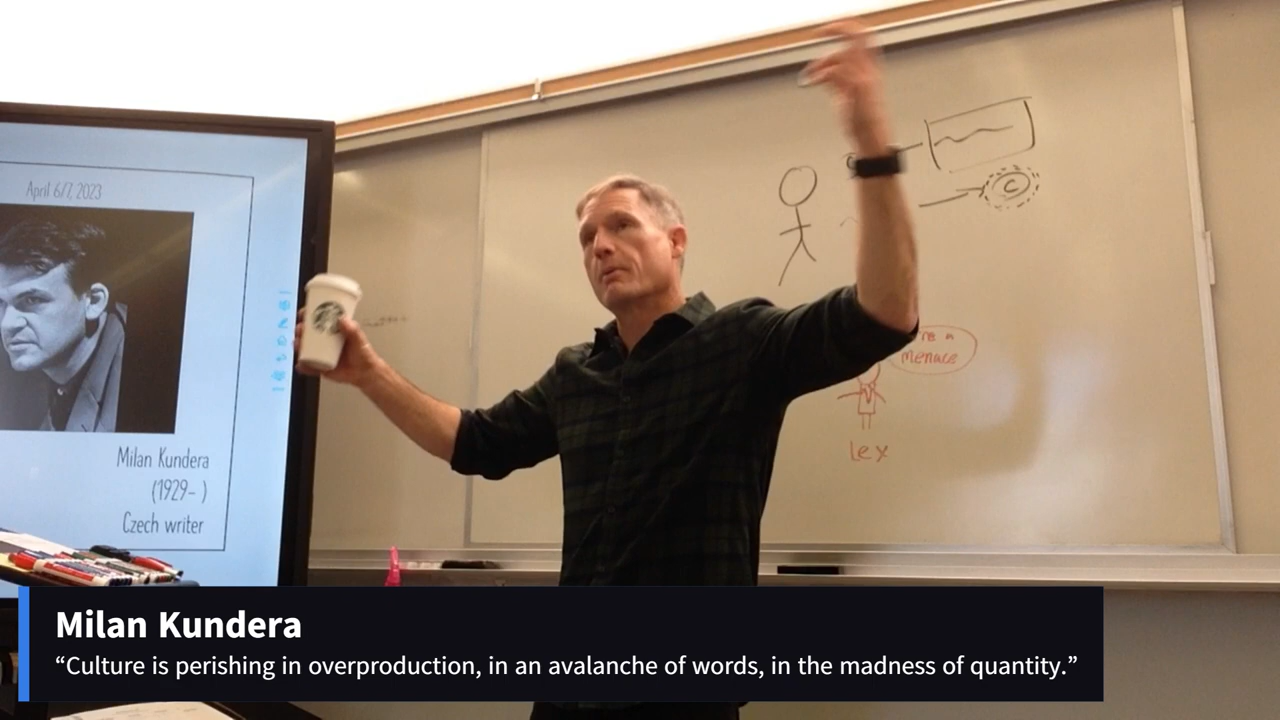 April 6/7, 2023
Milan Kundera
(1929- )
Czech writer
C
menace
Lex
Milan Kundera
“Culture is perishing in overproduction, in an avalanche of words, in the madness of quantity.”